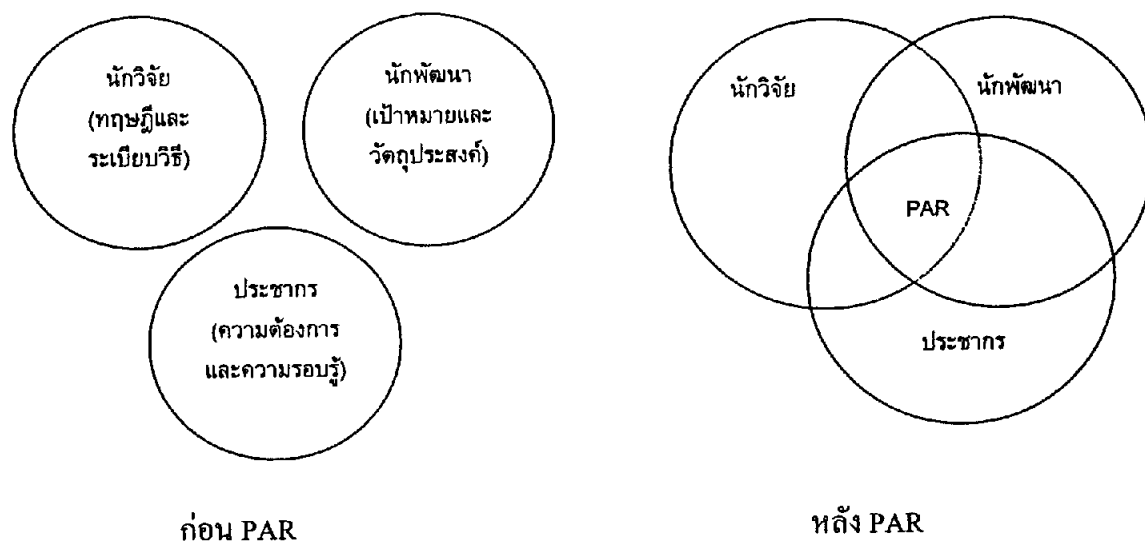 นักวิจัย
(ทฤษฎีและ
ระเบียบวิธี)
นักพัฒนา
(เป้าหมายและ
วัตถุประสงค์)
ประชากร
(ความต้องการ
และความรอบรู้)
ก่อน PAR
นักวิจัย
นักพัฒนา
PAR
ประชากร
หลัง PAR